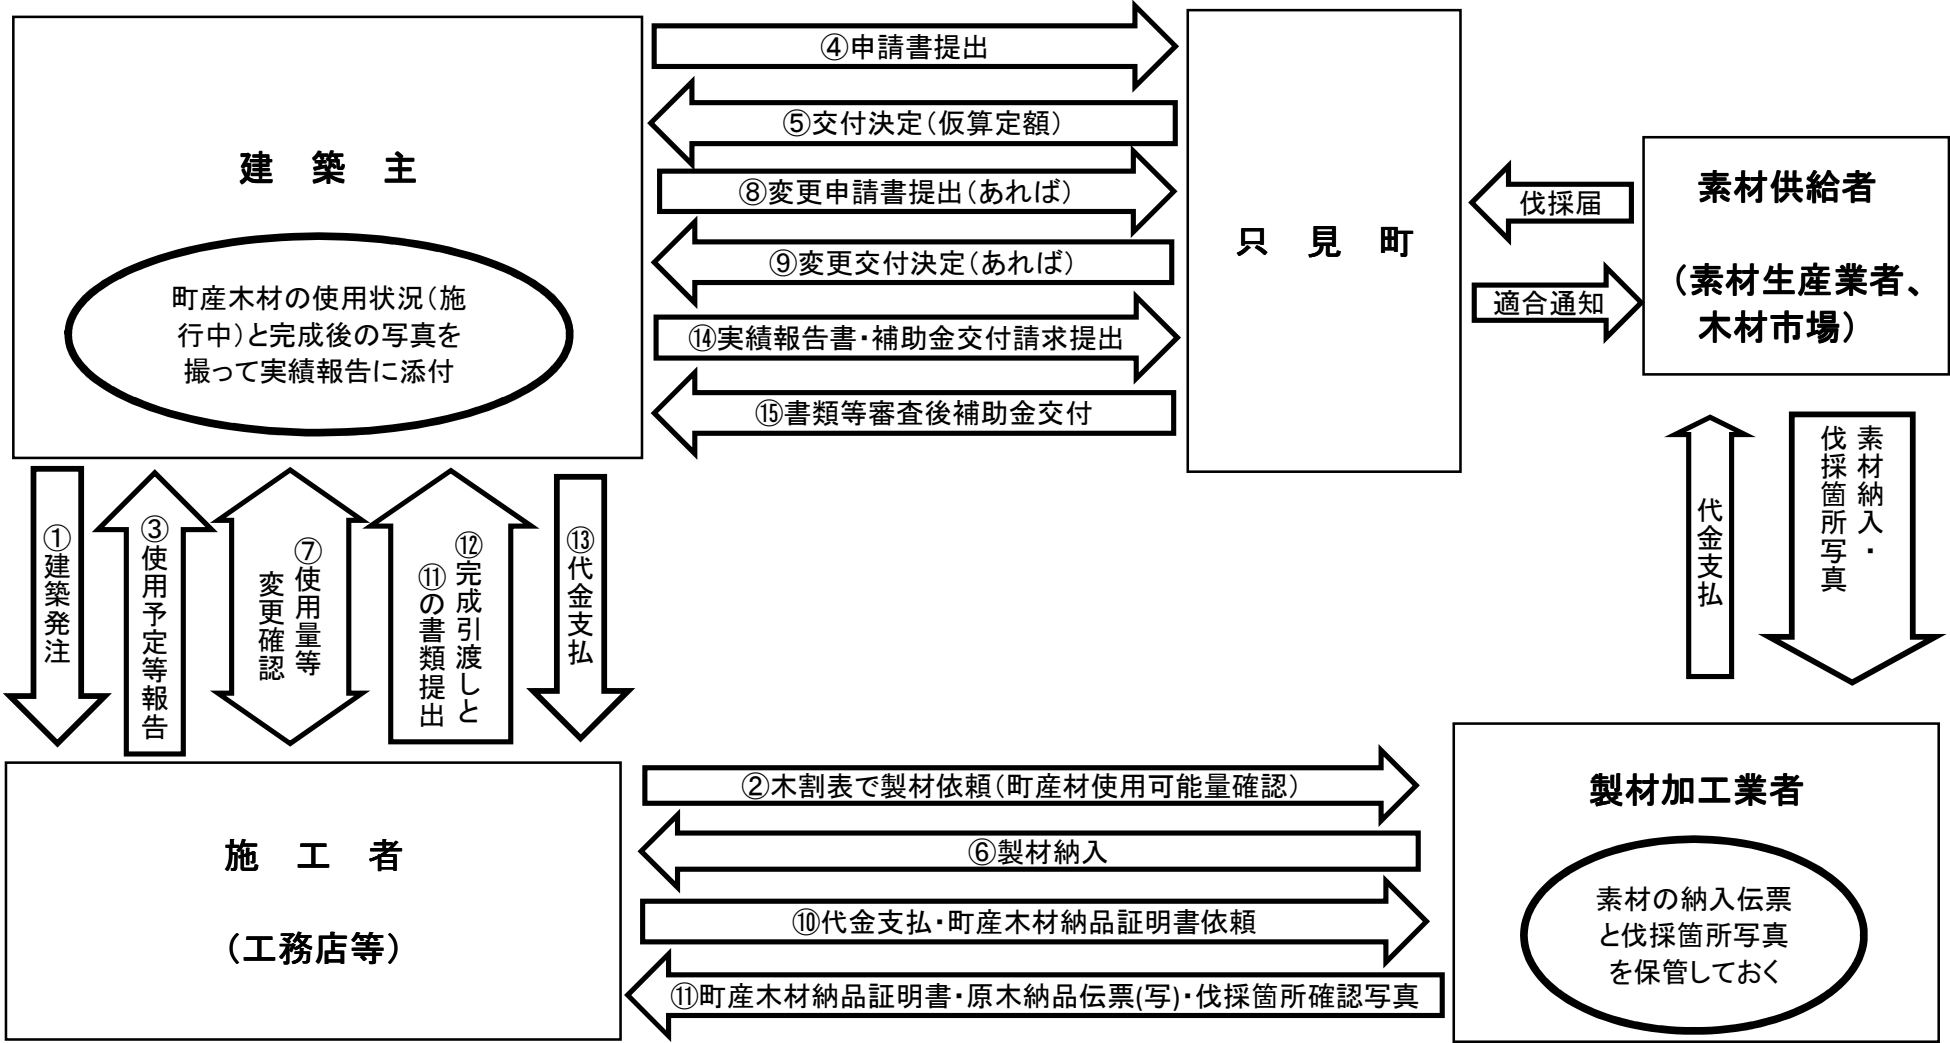 建　築　主
町産木材の使用状況（施
行中）と完成後の写真を
撮って実績報告に添付
④申請書提出
⑤交付決定（仮算定額）
⑧変更申請書提出（あれば）
⑨変更交付決定（あれば）
⑭実績報告書・補助金交付請求提出
⑮書類等審査後補助金交付
只　見　町
伐採届
適合通知
素材供給者
（素材生産業者、
木材市場）
①建築発注
③使用予定等報告
⑦使用量等
変更確認
⑫完成引渡しと
⑪の書類提出
⑬代金支払
代金支払
素材納入・
伐採箇所写真
施　工　者
（工務店等）
②木割表で製材依頼（町産材使用可能量確認）
⑥製材納入
⑩代金支払・町産木材納品証明書依頼
⑪町産木材納品証明書・原木納品伝票(写)・伐採箇所確認写真
製材加工業者
素材の納入伝票
と伐採箇所写真
を保管しておく